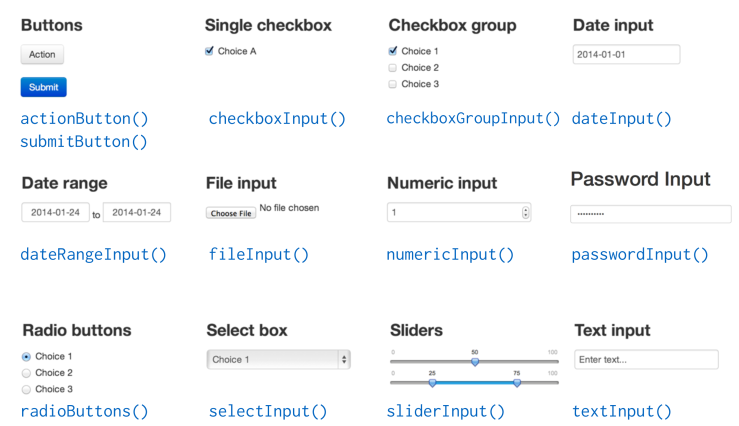 Buttons
Action
Submit
actionButton()
submitButton()
Single checkbox
Choice A
checkboxInput()
Checkbox group
Choice 1
Choice 2
Choice 3
checkboxGroupInput()
Date input
2014-01-01
dateInput()
Date range
2014-01-24 to 2014-01-24
dateRangeInput()
File input
Choose File No file chosen
fileInput()
Numeric input
1
numericInput()
Password Input
••••••••••
passwordInput()
Radio buttons
Choice 1
Choice 2
Choice 3
radioButtons()
Select box
Choice 1
selectInput()
Sliders
0 50 100
0 25 75 100
sliderInput()
Text input
Enter text...
textInput()